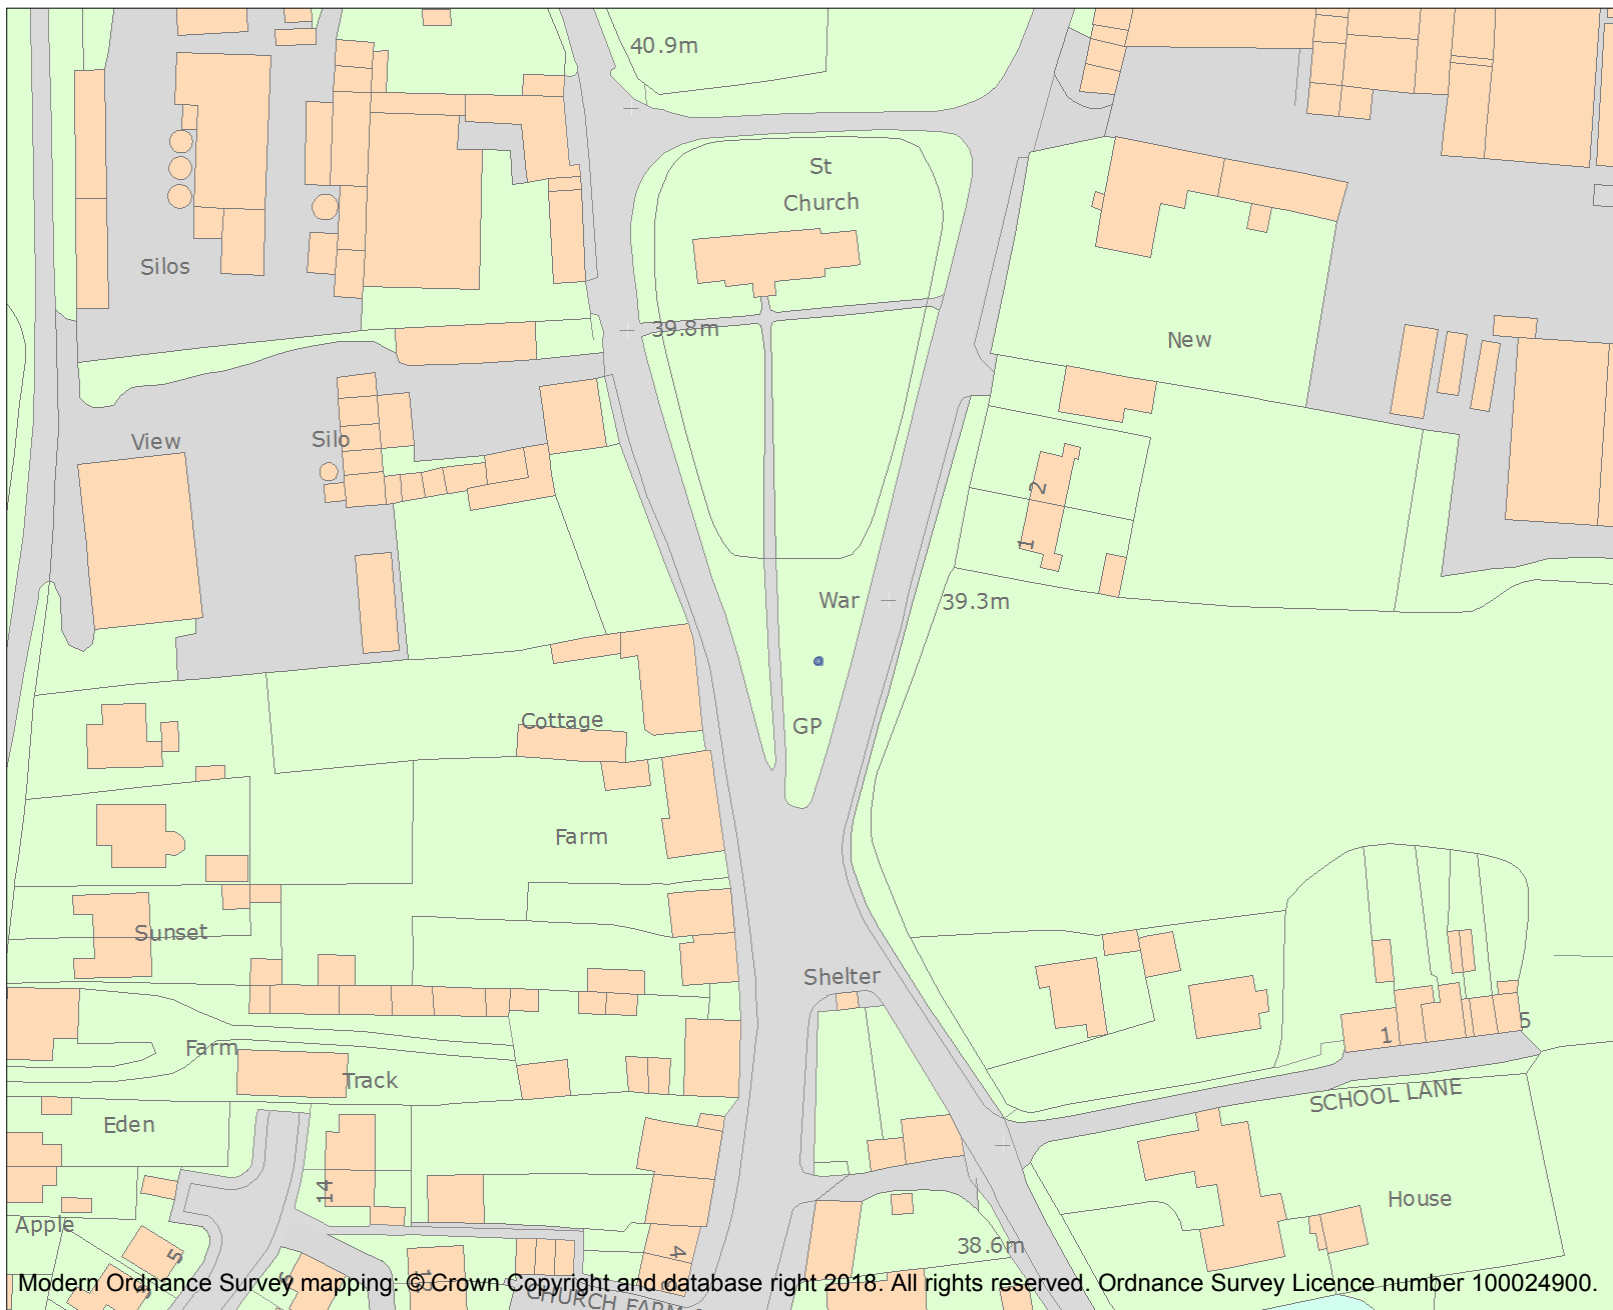 40.9m
St
Church
Silos
39.8m
New
View
Silo
2
1
War
39.3m
Cottage
GP
Farm
Sunset
Shelter
1
5
Farm
Track
SCHOOL LANE
Eden
14
House
Apple
5
4
38.6m
Modern Ordnance Survey mapping: © Crown Copyright and database right 2018. All rights reserved. Ordnance Survey Licence number 100024900.
CHURCH FARM